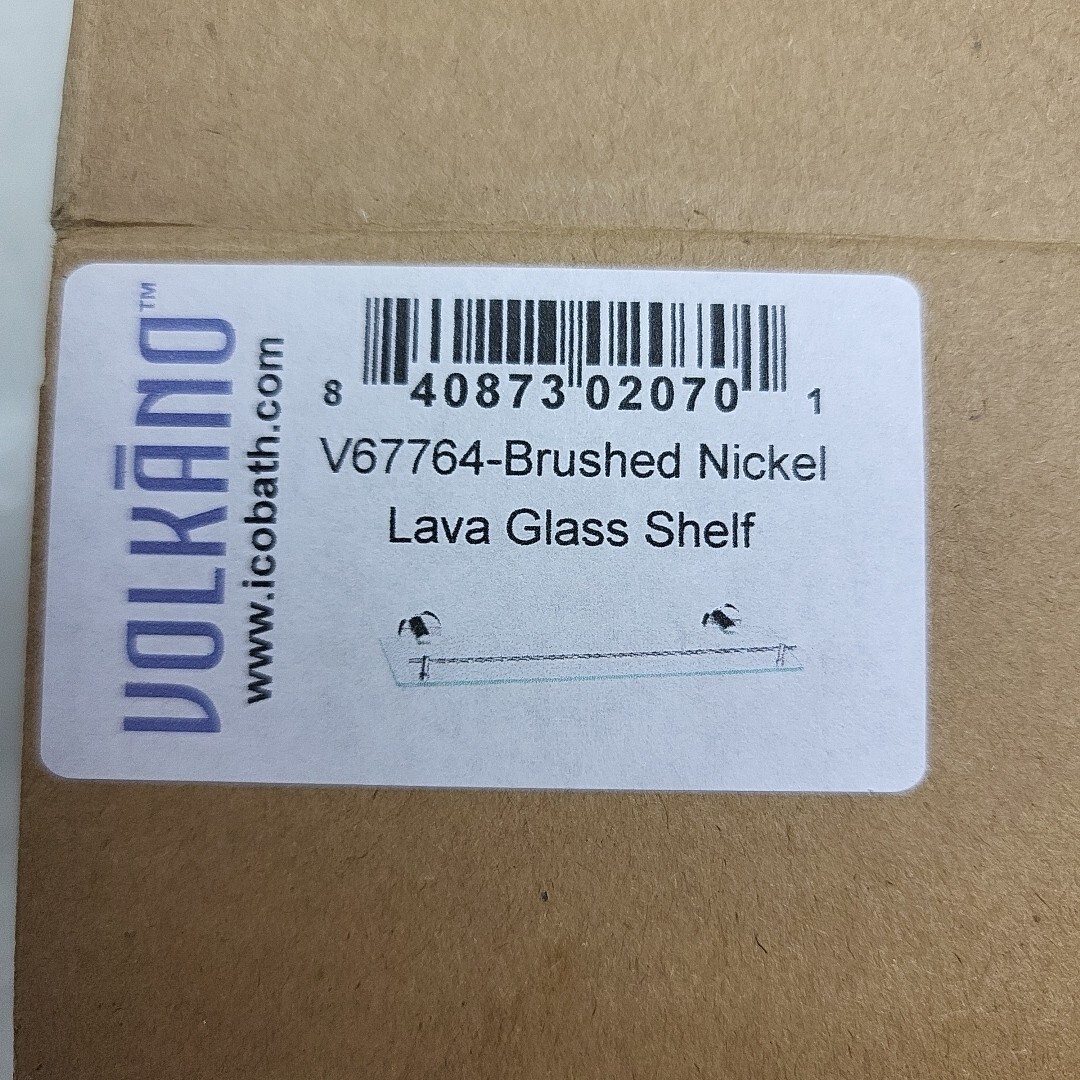 VOLKĀNO™
www.icobath.com
8 40873 02070 1
V67764-Brushed Nickel
Lava Glass Shelf